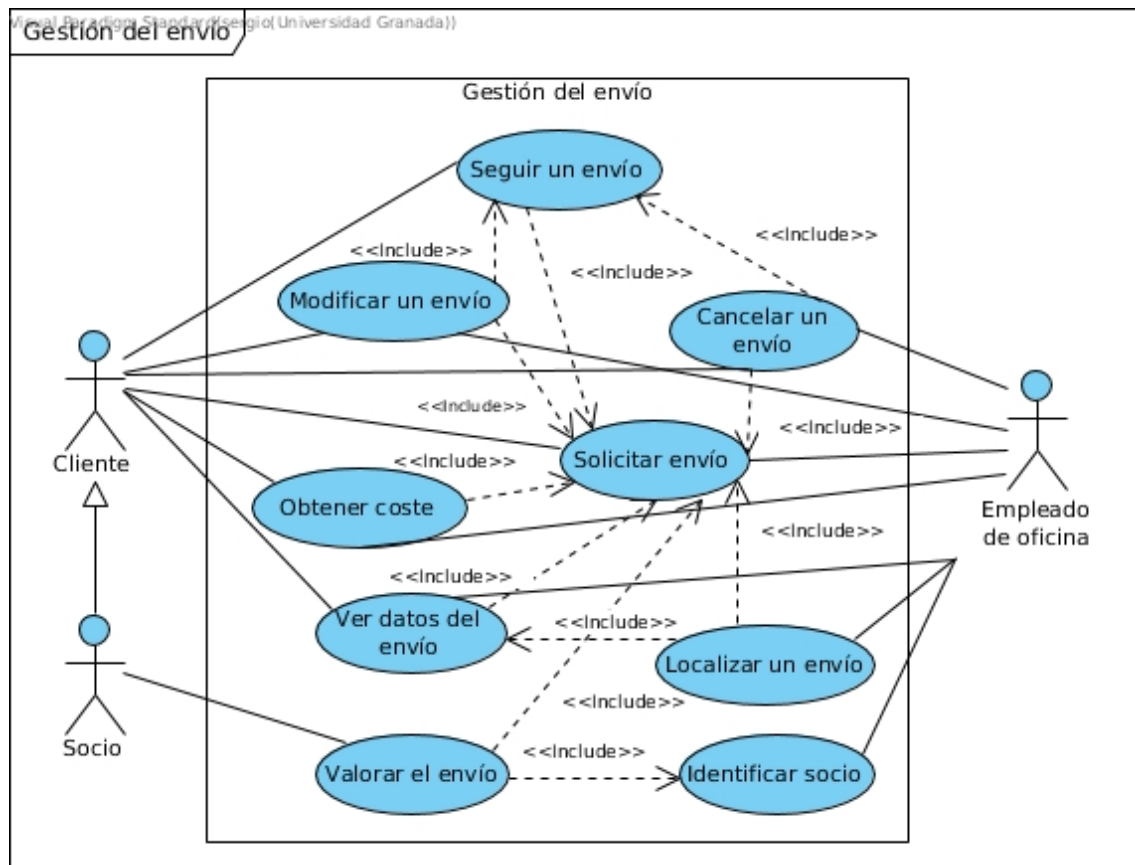 Visual Paradigm Standard(sergio(Universidad Granada))
Gestión del envío
Gestión del envío
Seguir un envío
<<Include>>
<<Include>>
<<Include>>
Modificar un envío
Cancelar un
envío
<<Include>>
<<Include>>
Cliente
Solicitar envío
<<Include>>
Obtener coste
Empleado
de oficina
<<Include>>
<<Include>>
Ver datos del
envío
<<Include>>
Localizar un envío
<<Include>>
Socio
<<Include>>
Valorar el envío
Identificar socio